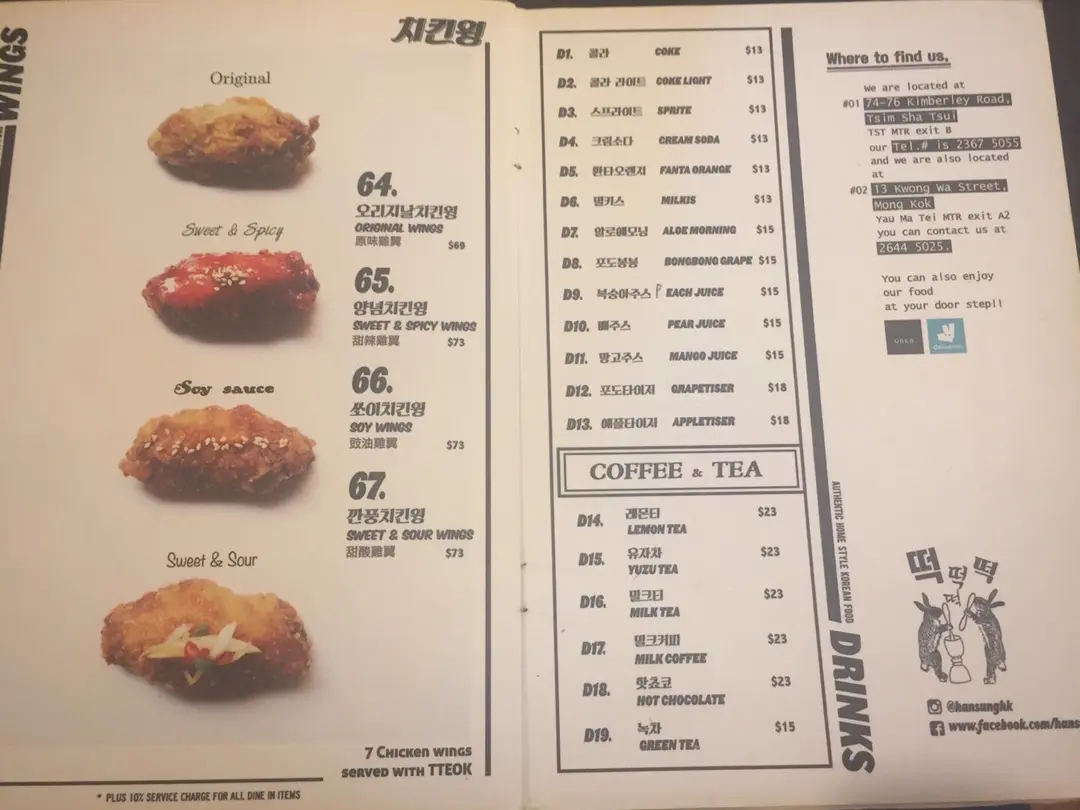 WINGS
치킨윙
Original
Sweet & Spicy
Soy sauce
Sweet & Sour
64.
오리지날치킨윙
ORIGINAL WINGS
原味雞翼 $69
65.
양념치킨윙
SWEET & SPICY WINGS
甜辣雞翼 $73
66.
쏘이치킨윙
SOY WINGS
豉油雞翼 $73
67.
깐풍치킨윙
SWEET & SOUR WINGS
甜酸雞翼 $73
7 CHICKEN WINGS
SERVED WITH TTEOK
* PLUS 10% SERVICE CHARGE FOR ALL DINE IN ITEMS
D1. 콜라 COKE $13
D2. 콜라 라이트 COKE LIGHT $13
D3. 스프라이트 SPRITE $13
D4. 크림소다 CREAM SODA $13
D5. 환타오렌지 FANTA ORANGE $13
D6. 밀키스 MILKIS $13
D7. 알로에모닝 ALOE MORNING $15
D8. 포도봉봉 BONGBONG GRAPE $15
D9. 복숭아주스 PEACH JUICE $15
D10. 배주스 PEAR JUICE $15
D11. 망고주스 MANGO JUICE $15
D12. 포도타이저 GRAPETISER $18
D13. 애플타이저 APPLETISER $18
COFFEE & TEA
D14. 레몬티 $23
LEMON TEA
D15. 유자차 $23
YUZU TEA
D16. 밀크티 $23
MILK TEA
D17. 밀크커피 $23
MILK COFFEE
D18. 핫쵸코 $23
HOT CHOCOLATE
D19. 녹차 $15
GREEN TEA
AUTHENTIC HOME STYLE KOREAN FOOD
DRINKS
Where to find us,
we are located at
#01 74-76 Kimberley Road,
Tsim Sha Tsui
TST MTR exit B
our Tel.# is 2367 5055
and we are also located
at
#02 13 Kwong Wa Street,
Mong Kok
Yau Ma Tei MTR exit A2
you can contact us at
2644 5025.
You can also enjoy
our food
at your door step!!
UBER
deliveroo
떡 떡 떡
떡
@hansunghk
www.facebook.com/hans